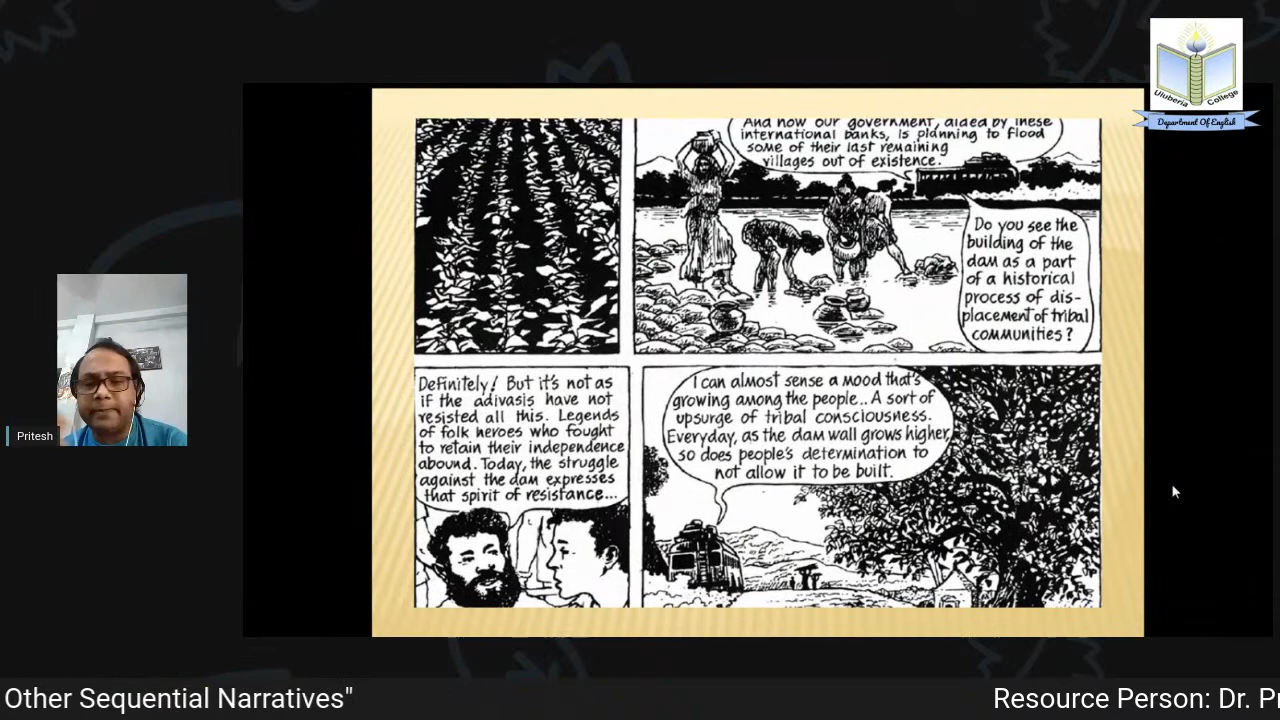 Uluberia College
Department Of English
And now our government, aided by these
international banks, is planning to flood
some of their last remaining
villages out of existence.
Do you see the
building of the
dam as a part
of a historical
process of dis-
placement of tribal
communities?
Definitely! But it's not as
if the adivasis have not
resisted all this. Legends
of folk heroes who fought
to retain their independence
abound. Today, the struggle
against the dam expresses
that spirit of resistance...
I can almost sense a mood that's
growing among the people.. A sort of
upsurge of tribal consciousness.
Everyday, as the dam wall grows higher,
so does people's determination to
not allow it to be built.
Pritesh
Other Sequential Narratives"
Resource Person: Dr. Pr